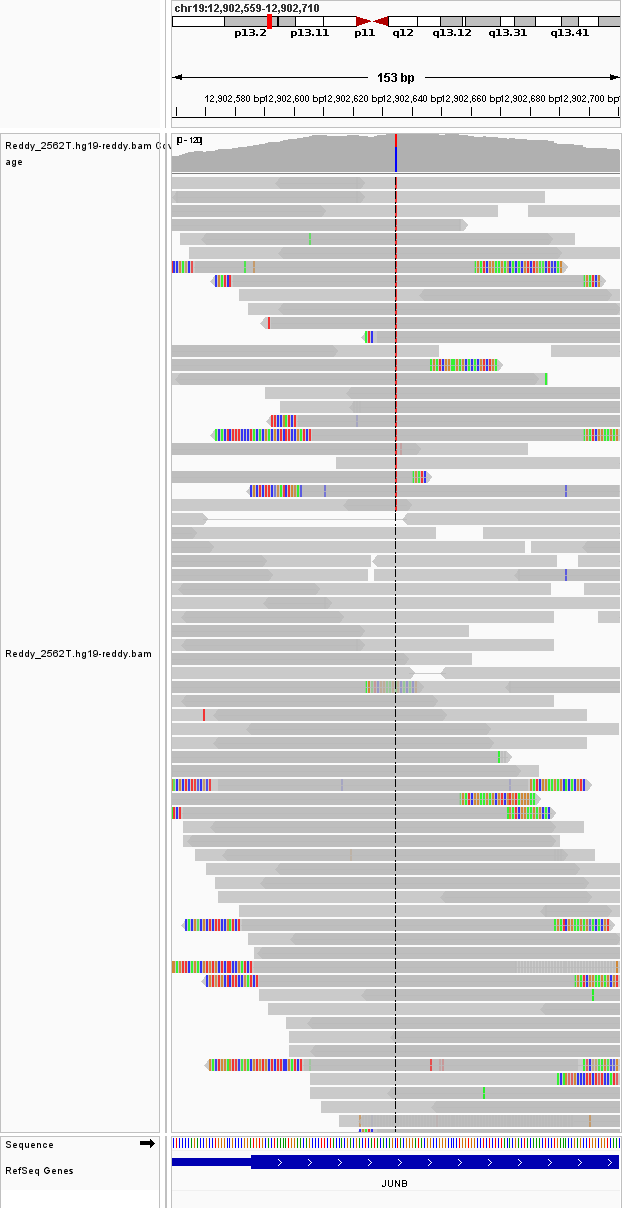 chr19:12,902,559-12,902,710
p13.2 p13.11 p11 q12 q13.12 q13.31 q13.41
153 bp
12,902,580 bp 12,902,600 bp 12,902,620 bp 12,902,640 bp 12,902,660 bp 12,902,680 bp 12,902,700 bp
Reddy_2562T.hg19-reddy.bam Cov
age
[0 - 120]
Reddy_2562T.hg19-reddy.bam
Sequence
RefSeq Genes
JUNB